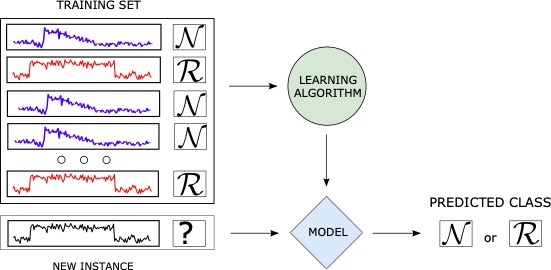 TRAINING SET
N
R
N
N
R
?
NEW INSTANCE
LEARNING
ALGORITHM
MODEL
PREDICTED CLASS
N or R